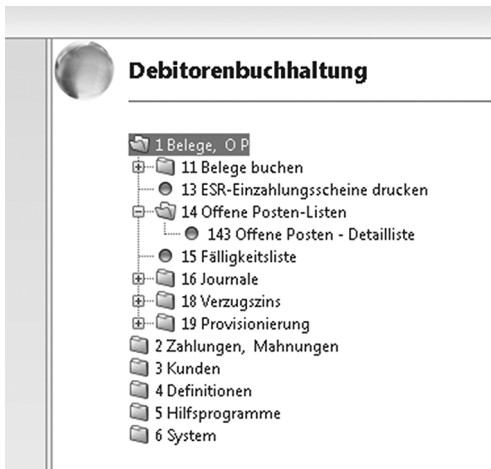 Debitorenbuchhaltung
1 Belege, O P
11 Belege buchen
13 ESR-Einzahlungsscheine drucken
14 Offene Posten-Listen
143 Offene Posten - Detailliste
15 Fälligkeitsliste
16 Journale
18 Verzugszins
19 Provisionierung
2 Zahlungen, Mahnungen
3 Kunden
4 Definitionen
5 Hilfsprogramme
6 System